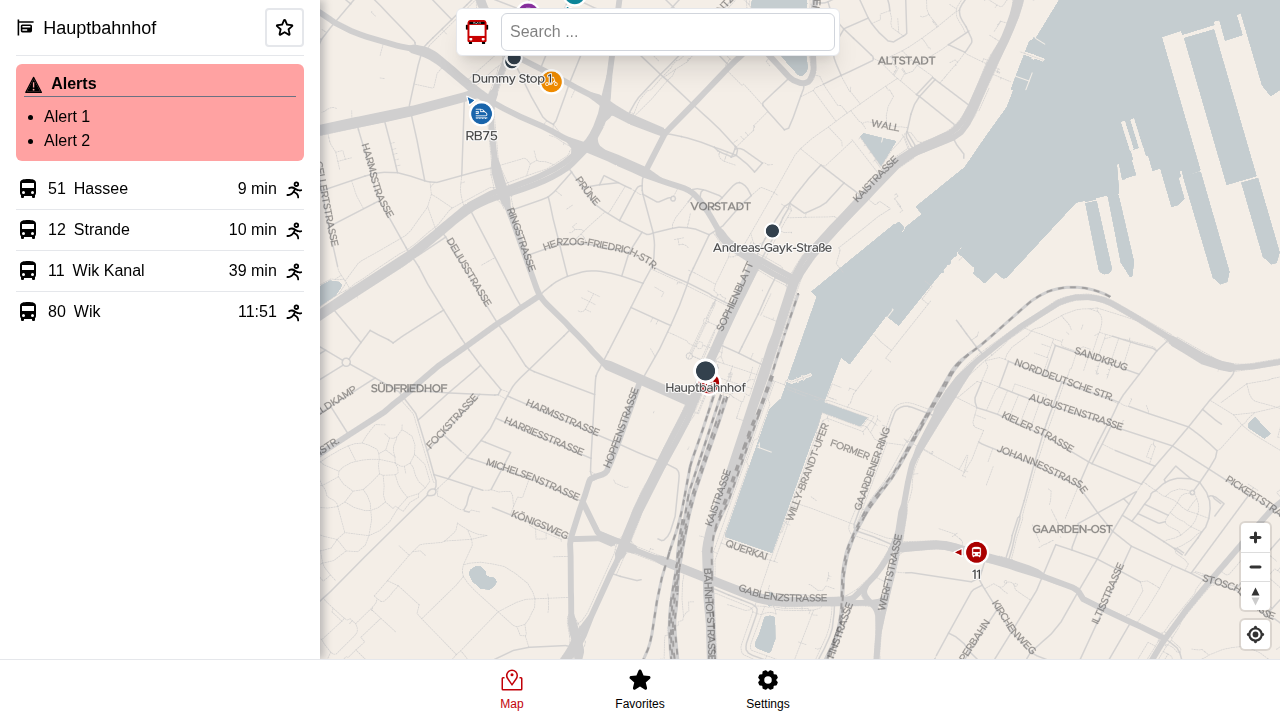 Hauptbahnhof
Alerts
Alert 1
Alert 2
51 Hassee 9 min
12 Strande 10 min
11 Wik Kanal 39 min
80 Wik 11:51
Search ...
Dummy Stop 1
RB75
ALTSTADT
WALL
KAISTRASSE
HARMSSTRASSE
PRÜNE
VORSTADT
Andreas-Gayk-Straße
RINGSTRASSE
HERZOG-FRIEDRICH-STR.
DELIUSSTRASSE
SOPHIENBLATT
Hauptbahnhof
SÜDFRIEDHOF
FOCKSTRASSE
HARMSSTRASSE
HARRIESSTRASSE
HOPFENSTRASSE
MICHELSENSTRASSE
KÖNIGSWEG
KAISTRASSE
WILLY-BRANDT-UFER
FORMER
GAARDENER RING
QUERKAI
BAHNHOFSTRASSE
GABLENZSTRASSE
WERFTSTRASSE
SANDKRUG
NORDDEUTSCHE STR.
AUGUSTENSTRASSE
KIELER STRASSE
JOHANNESSTRASSE
GAARDEN-OST
11
ILTISSTRASSE
KIRCHENWEG
Map
Favorites
Settings